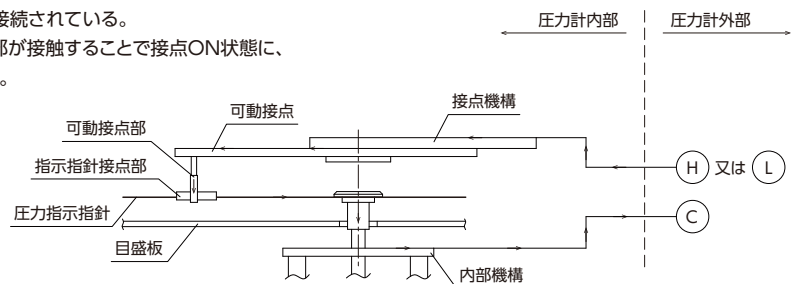 接続されている。
部が接触することで接点ON状態に、
。
圧力計内部
圧力計外部
接点機構
可動接点
可動接点部
指示指針接点部
圧力指示指針
目盛板
内部機構
H 又は L
C